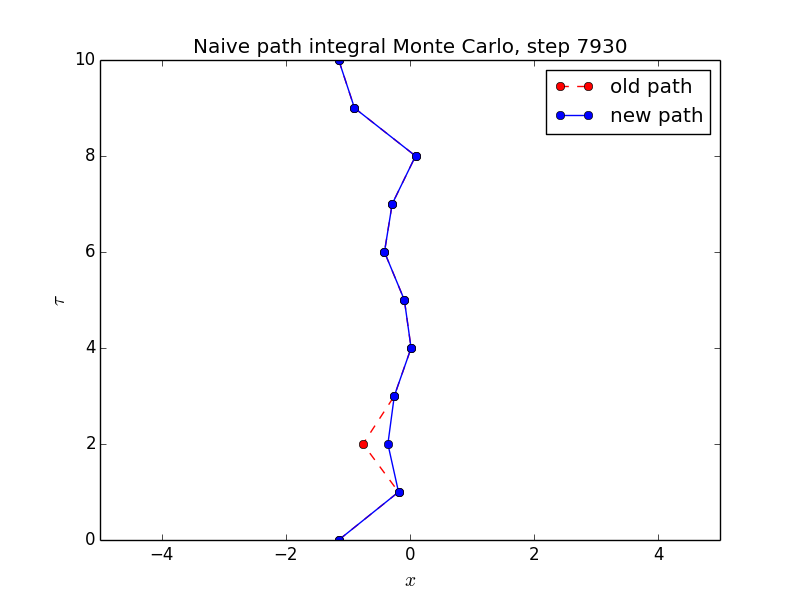 Naive path integral Monte Carlo, step 7930
old path
new path
10
8
6
4
2
0
τ
−4 −2 0 2 4
x